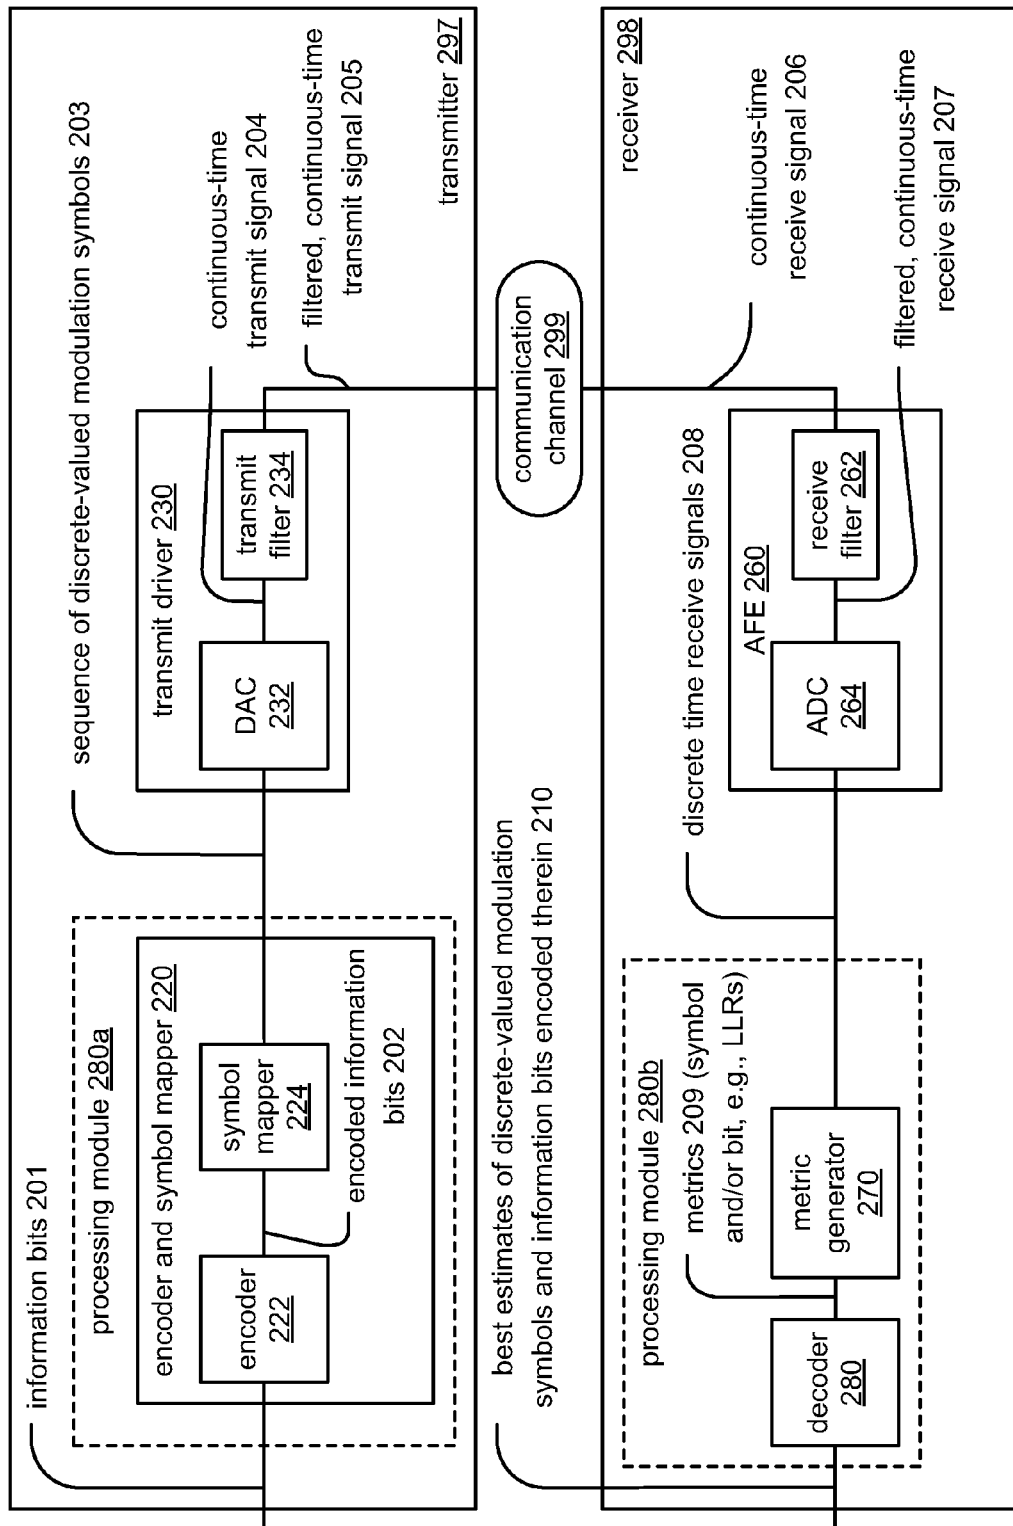 information bits 201
processing module 280a
encoder and symbol mapper 220
encoder
222
symbol
mapper
224
encoded information
bits 202
sequence of discrete-valued modulation symbols 203
transmit driver 230
DAC
232
transmit
filter 234
continuous-time
transmit signal 204
filtered, continuous-time
transmit signal 205
transmitter 297
communication
channel 299
best estimates of discrete-valued modulation
symbols and information bits encoded therein 210
processing module 280b
metrics 209 (symbol
and/or bit, e.g., LLRs)
decoder
280
metric
generator
270
discrete time receive signals 208
AFE 260
ADC
264
receive
filter 262
receiver 298
continuous-time
receive signal 206
filtered, continuous-time
receive signal 207